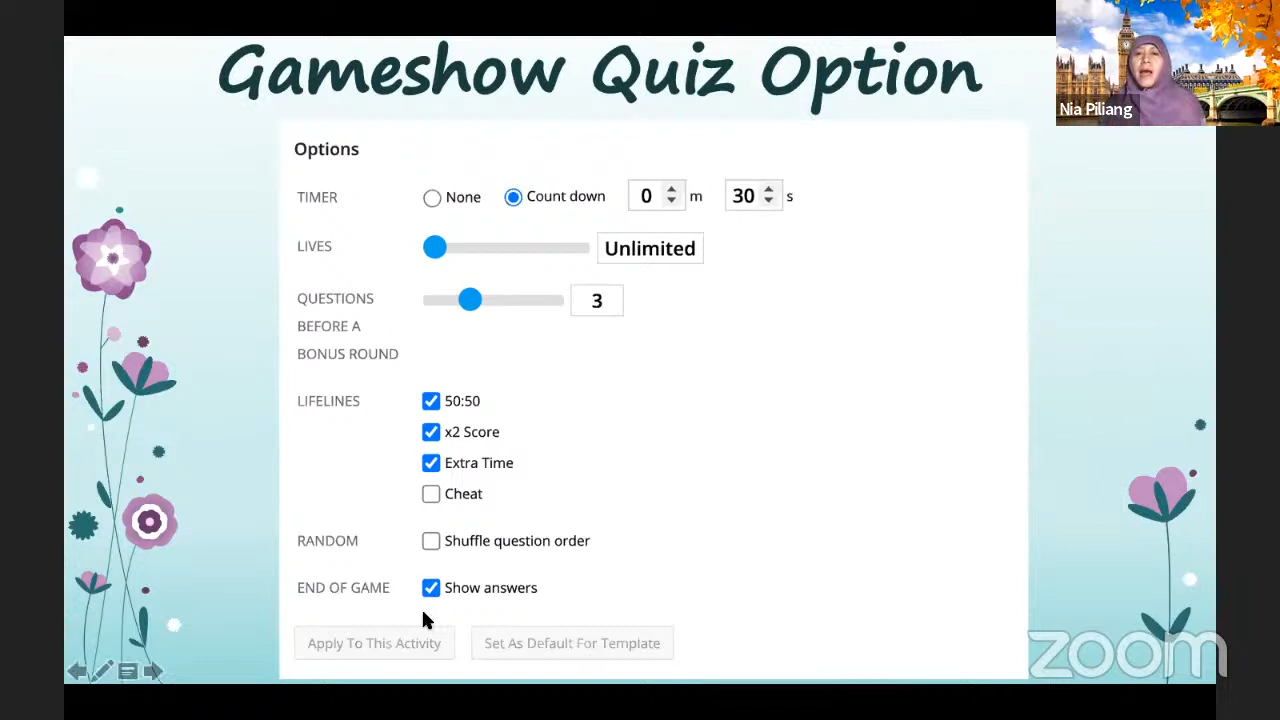 Gameshow Quiz Option
Nia Piliang
Options
TIMER None Count down 0 m 30 s
LIVES Unlimited
QUESTIONS BEFORE A BONUS ROUND 3
LIFELINES 50:50
x2 Score
Extra Time
Cheat
RANDOM Shuffle question order
END OF GAME Show answers
Apply To This Activity Set As Default For Template
zoom